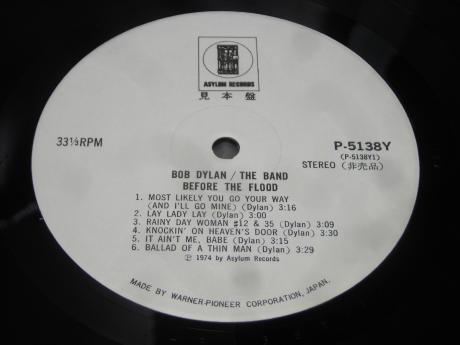 ASYLUM RECORDS
見本盤
33⅓RPM
P-5138Y
(P-5138Y1)
STEREO (非売品)
BOB DYLAN / THE BAND
BEFORE THE FLOOD
1. MOST LIKELY YOU GO YOUR WAY
(AND I'LL GO MINE) (Dylan) 3:16
2. LAY LADY LAY (Dylan) 3:00
3. RAINY DAY WOMAN #12 & 35 (Dylan) 3:09
4. KNOCKIN' ON HEAVEN'S DOOR (Dylan) 3:30
5. IT AIN'T ME, BABE (Dylan) 3:15
6. BALLAD OF A THIN MAN (Dylan) 3:29
Ⓟ 1974 by Asylum Records
MADE BY WARNER-PIONEER CORPORATION, JAPAN.